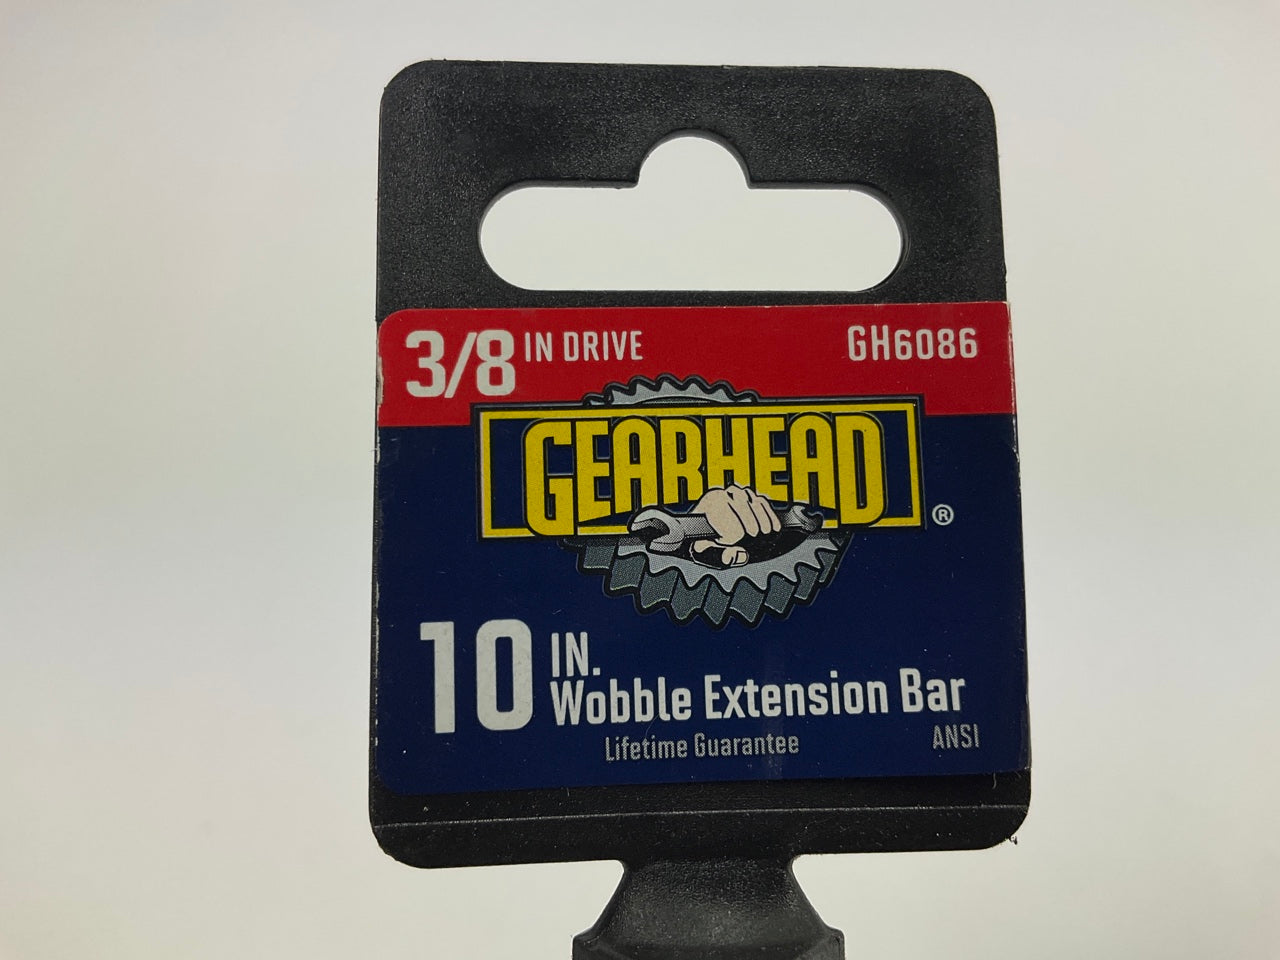 3/8 IN DRIVE GH6086
GEARHEAD ®
10 IN.
Wobble Extension Bar
Lifetime Guarantee ANSI